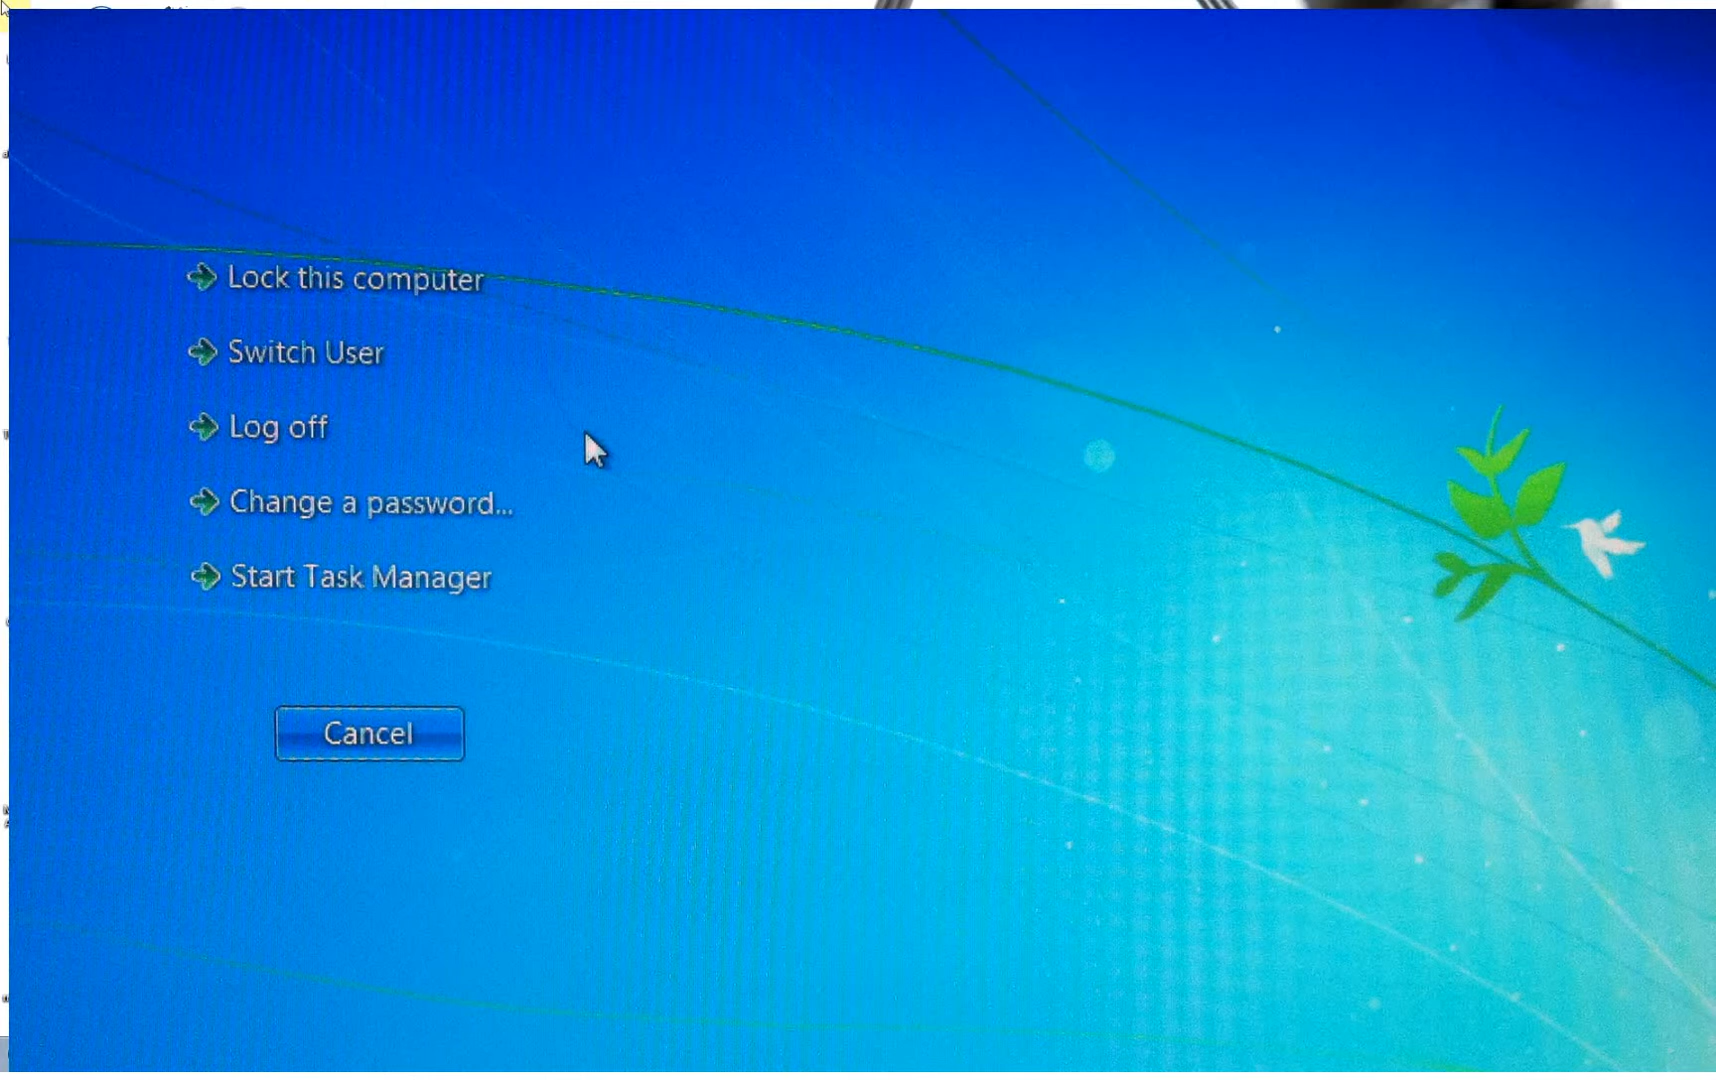 Lock this computer
Switch User
Log off
Change a password...
Start Task Manager
Cancel